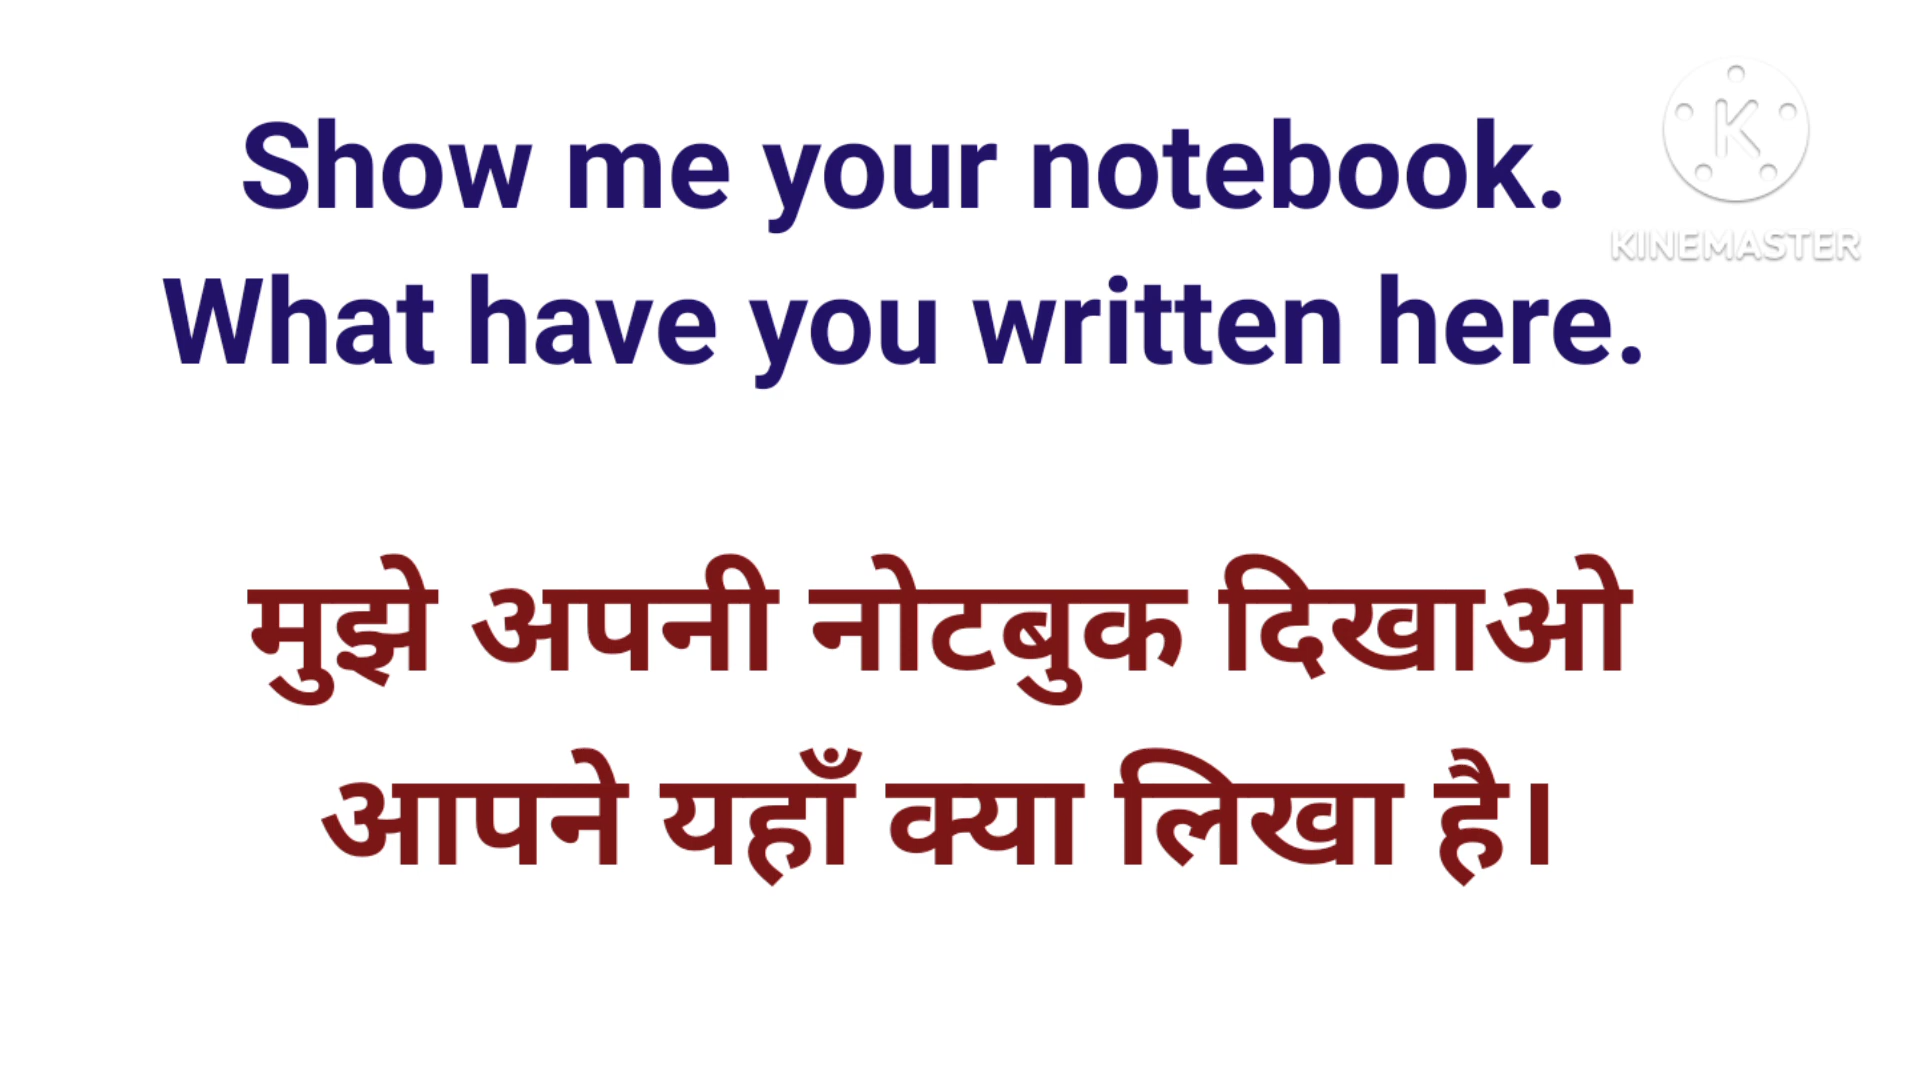 Show me your notebook.
What have you written here.
K
KINEMASTER
मुझे अपनी नोटबुक दिखाओ
आपने यहाँ क्या लिखा है।